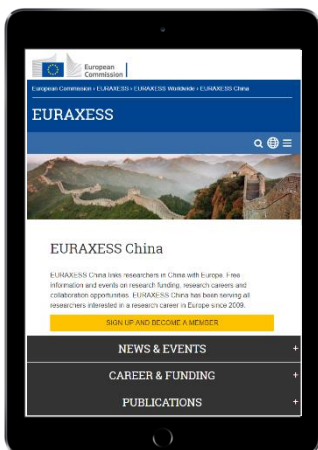 European
Commission
European Commission > EURAXESS > EURAXESS Worldwide > EURAXESS China
EURAXESS
EURAXESS China
EURAXESS China links researchers in China with Europe. Free
information and events on research funding, research careers and
collaboration opportunities. EURAXESS China has been serving all
researchers interested in a research career in Europe since 2009.
SIGN UP AND BECOME A MEMBER
NEWS & EVENTS +
CAREER & FUNDING +
PUBLICATIONS +